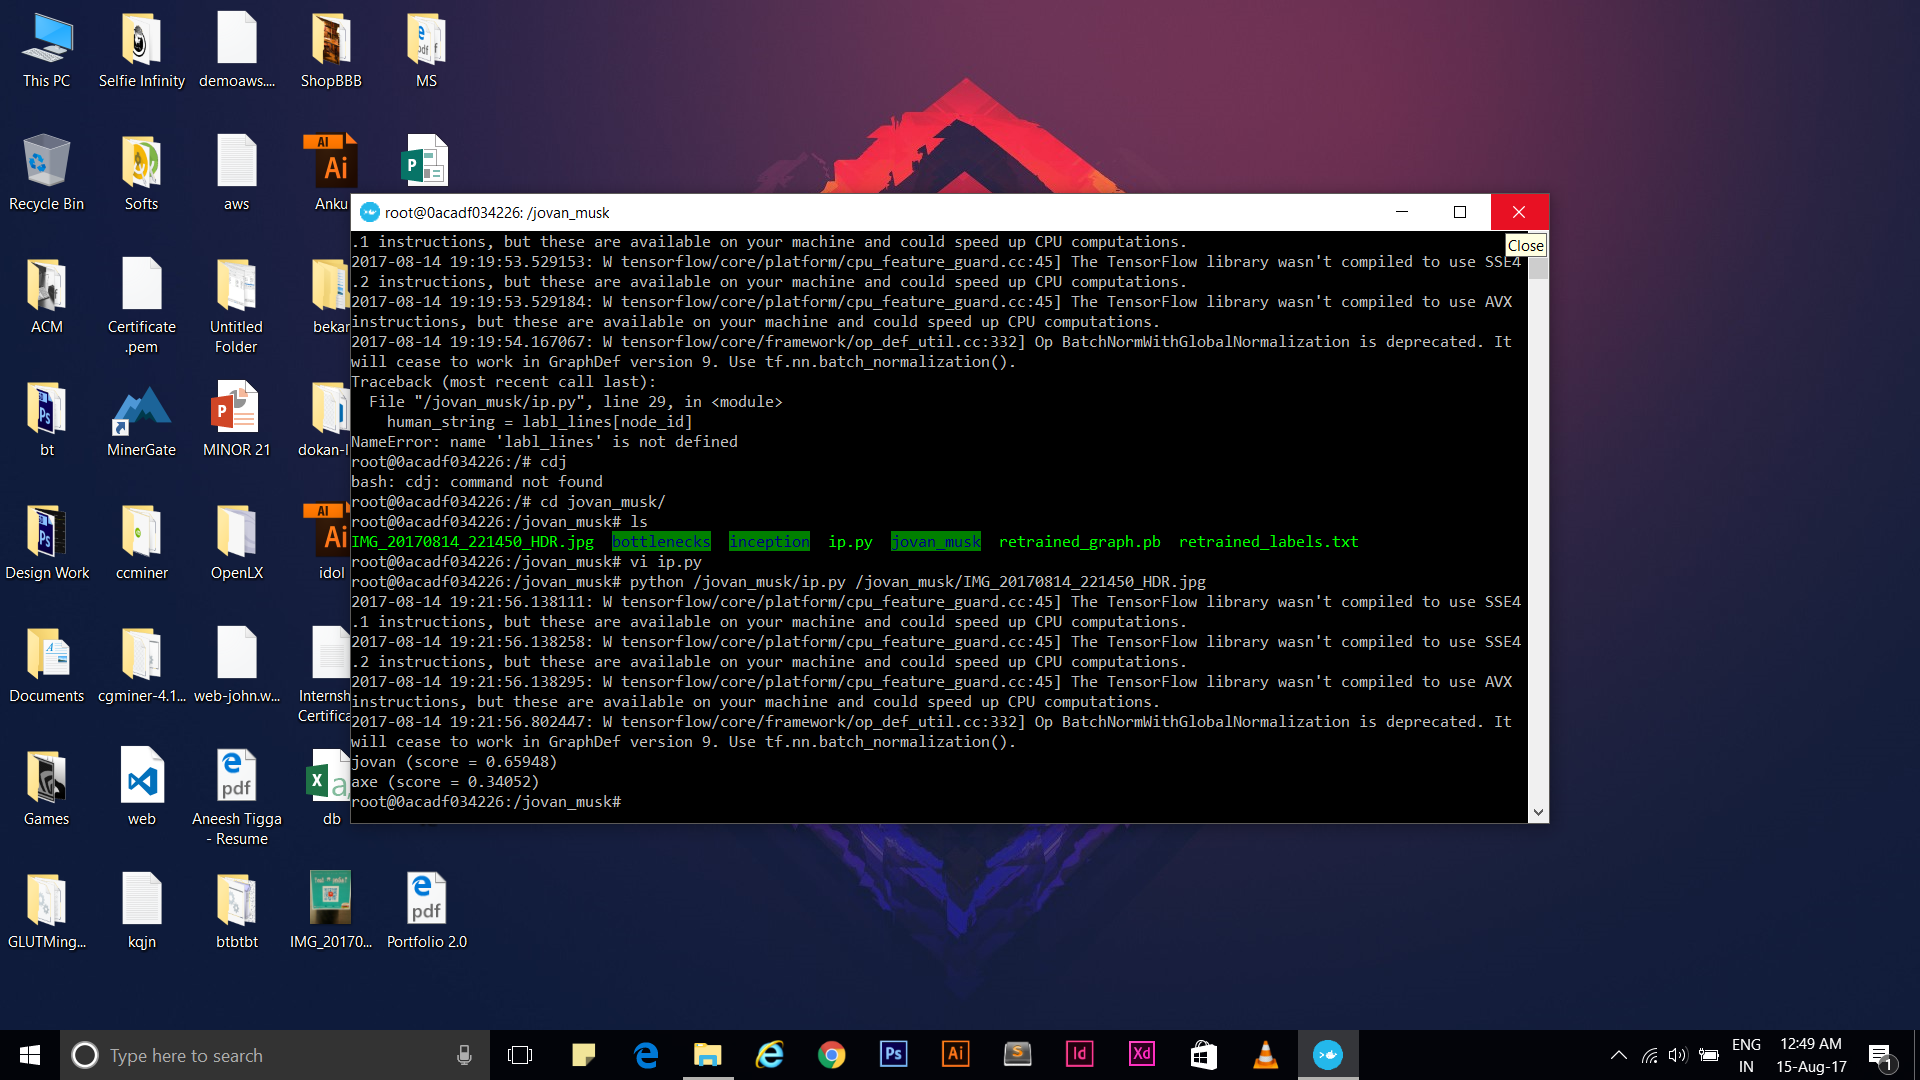 This PC
Selfie Infinity
demoaws....
ShopBBB
MS
Recycle Bin
Softs
aws
Anku
ACM
Certificate
.pem
Untitled
Folder
bekar
bt
MinerGate
MINOR 21
dokan-l
Design Work
ccminer
OpenLX
idol
Documents
cgminer-4.1...
web-john.w...
Internsh
Certifica
Games
web
Aneesh Tigga
- Resume
db
GLUTMing...
kqjn
btbtbt
IMG_20170...
Portfolio 2.0
root@0acadf034226: /jovan_musk
Close
.1 instructions, but these are available on your machine and could speed up CPU computations.
2017-08-14 19:19:53.529153: W tensorflow/core/platform/cpu_feature_guard.cc:45] The TensorFlow library wasn't compiled to use SSE4
.2 instructions, but these are available on your machine and could speed up CPU computations.
2017-08-14 19:19:53.529184: W tensorflow/core/platform/cpu_feature_guard.cc:45] The TensorFlow library wasn't compiled to use AVX
instructions, but these are available on your machine and could speed up CPU computations.
2017-08-14 19:19:54.167067: W tensorflow/core/framework/op_def_util.cc:332] Op BatchNormWithGlobalNormalization is deprecated. It
will cease to work in GraphDef version 9. Use tf.nn.batch_normalization().
Traceback (most recent call last):
File "/jovan_musk/ip.py", line 29, in <module>
human_string = labl_lines[node_id]
NameError: name 'labl_lines' is not defined
root@0acadf034226:/# cdj
bash: cdj: command not found
root@0acadf034226:/# cd jovan_musk/
root@0acadf034226:/jovan_musk# ls
IMG_20170814_221450_HDR.jpg bottlenecks inception ip.py jovan_musk retrained_graph.pb retrained_labels.txt
root@0acadf034226:/jovan_musk# vi ip.py
root@0acadf034226:/jovan_musk# python /jovan_musk/ip.py /jovan_musk/IMG_20170814_221450_HDR.jpg
2017-08-14 19:21:56.138111: W tensorflow/core/platform/cpu_feature_guard.cc:45] The TensorFlow library wasn't compiled to use SSE4
.1 instructions, but these are available on your machine and could speed up CPU computations.
2017-08-14 19:21:56.138258: W tensorflow/core/platform/cpu_feature_guard.cc:45] The TensorFlow library wasn't compiled to use SSE4
.2 instructions, but these are available on your machine and could speed up CPU computations.
2017-08-14 19:21:56.138295: W tensorflow/core/platform/cpu_feature_guard.cc:45] The TensorFlow library wasn't compiled to use AVX
instructions, but these are available on your machine and could speed up CPU computations.
2017-08-14 19:21:56.802447: W tensorflow/core/framework/op_def_util.cc:332] Op BatchNormWithGlobalNormalization is deprecated. It
will cease to work in GraphDef version 9. Use tf.nn.batch_normalization().
jovan (score = 0.65948)
axe (score = 0.34052)
root@0acadf034226:/jovan_musk#
Type here to search
ENG
IN
12:49 AM
15-Aug-17
1